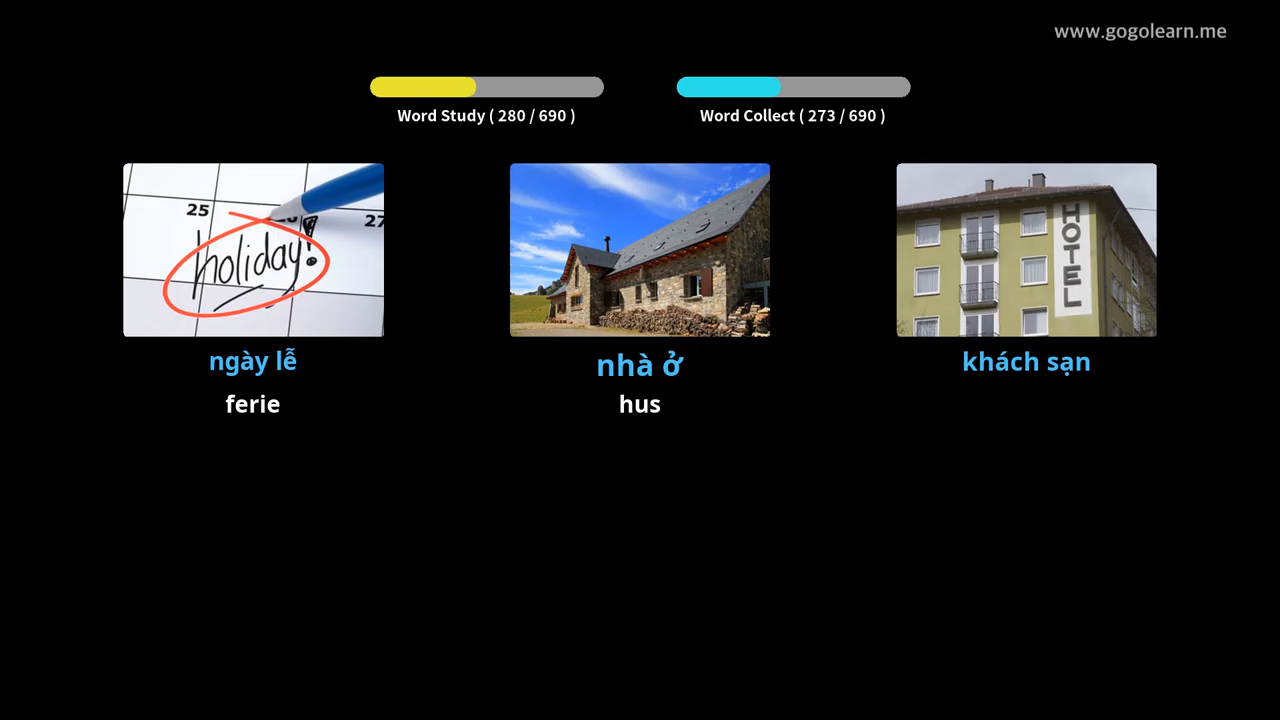 www.gogolearn.me
Word Study ( 280 / 690 )
Word Collect ( 273 / 690 )
25
27
holiday!
HOTEL
ngày lễ
nhà ở
khách sạn
ferie
hus